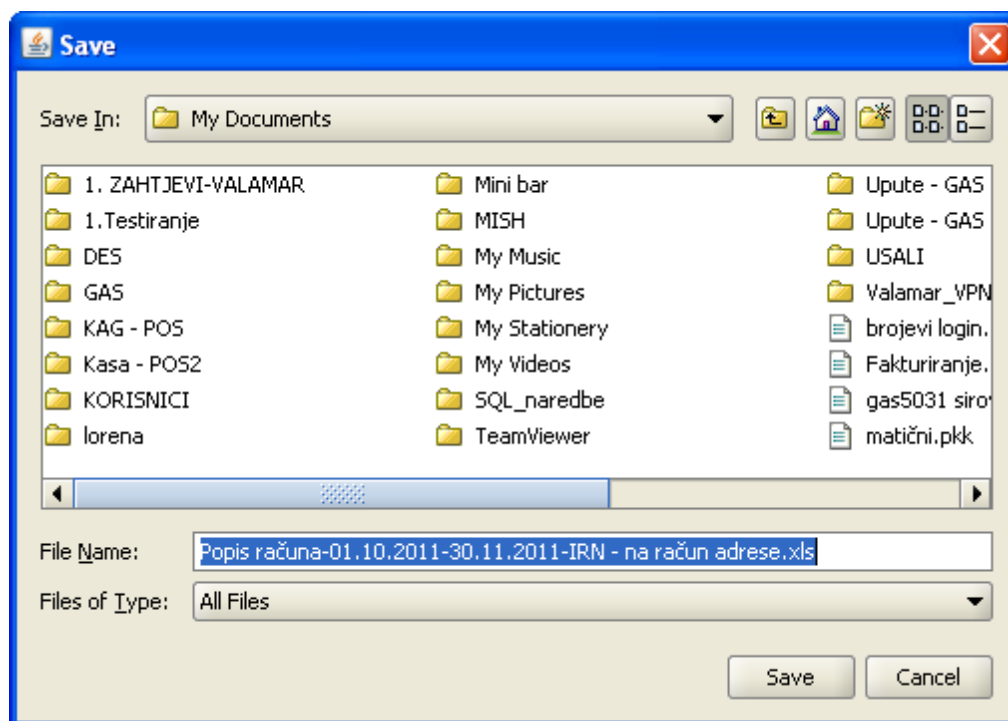 Save
Save In: My Documents
1. ZAHTJEVI-VALAMAR
1.Testiranje
DES
GAS
KAG - POS
Kasa - POS2
KORISNICI
lorena
Mini bar
MISH
My Music
My Pictures
My Stationery
My Videos
SQL_naredbe
TeamViewer
Upute - GAS
Upute - GAS
USALI
Valamar_VPN
brojevi login.
Fakturiranje.
gas5031 siro
matični.pkk
File Name: Popis računa-01.10.2011-30.11.2011-IRN - na račun adrese.xls
Files of Type: All Files
Save Cancel